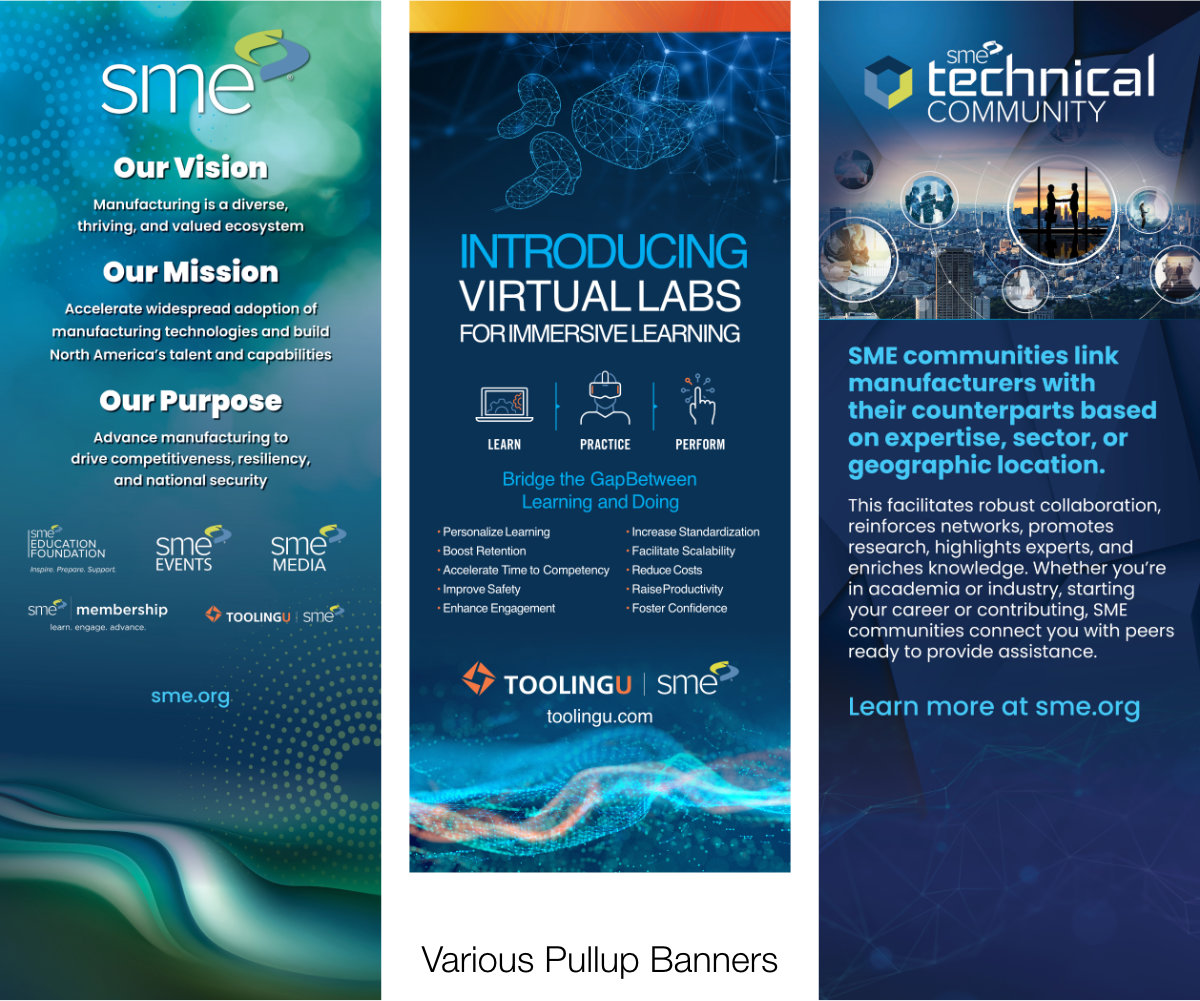 sme
Our Vision
Manufacturing is a diverse,
thriving, and valued ecosystem
Our Mission
Accelerate widespread adoption of
manufacturing technologies and build
North America's talent and capabilities
Our Purpose
Advance manufacturing to
drive competitiveness, resiliency,
and national security
sme
EDUCATION
FOUNDATION
Inspire. Prepare. Support.
sme
EVENTS
sme
MEDIA
sme membership
learn. engage. advance.
TOOLINGU | sme
sme.org
INTRODUCING
VIRTUAL LABS
FOR IMMERSIVE LEARNING
LEARN
PRACTICE
PERFORM
Bridge the GapBetween
Learning and Doing
• Personalize Learning
• Boost Retention
• Accelerate Time to Competency
• Improve Safety
• Enhance Engagement
• Increase Standardization
• Facilitate Scalability
• Reduce Costs
• Raise Productivity
• Foster Confidence
TOOLINGU | sme
toolingu.com
sme
technical
COMMUNITY
SME communities link
manufacturers with
their counterparts based
on expertise, sector, or
geographic location.
This facilitates robust collaboration,
reinforces networks, promotes
research, highlights experts, and
enriches knowledge. Whether you're
in academia or industry, starting
your career or contributing, SME
communities connect you with peers
ready to provide assistance.
Learn more at sme.org
Various Pullup Banners